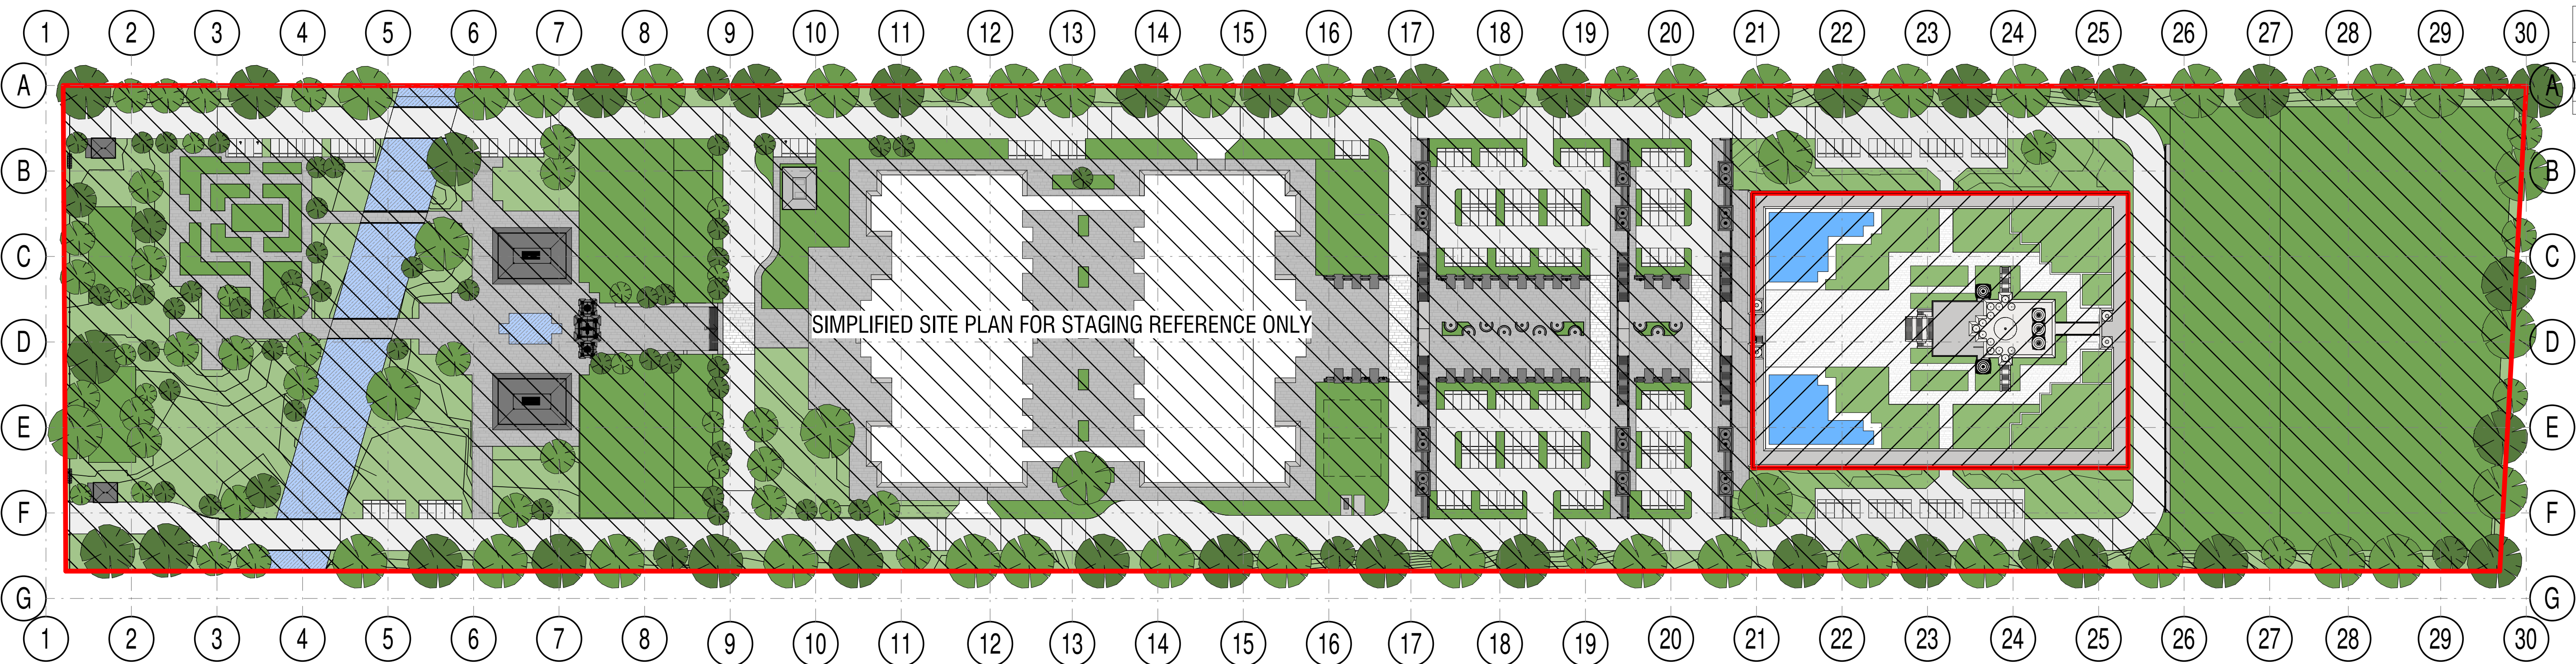 1 2 3 4 5 6 7 8 9 10 11 12 13 14 15 16 17 18 19 20 21 22 23 24 25 26 27 28 29 30
A A
B B
C C
SIMPLIFIED SITE PLAN FOR STAGING REFERENCE ONLY
D D
E E
F F
G G
1 2 3 4 5 6 7 8 9 10 11 12 13 14 15 16 17 18 19 20 21 22 23 24 25 26 27 28 29 30